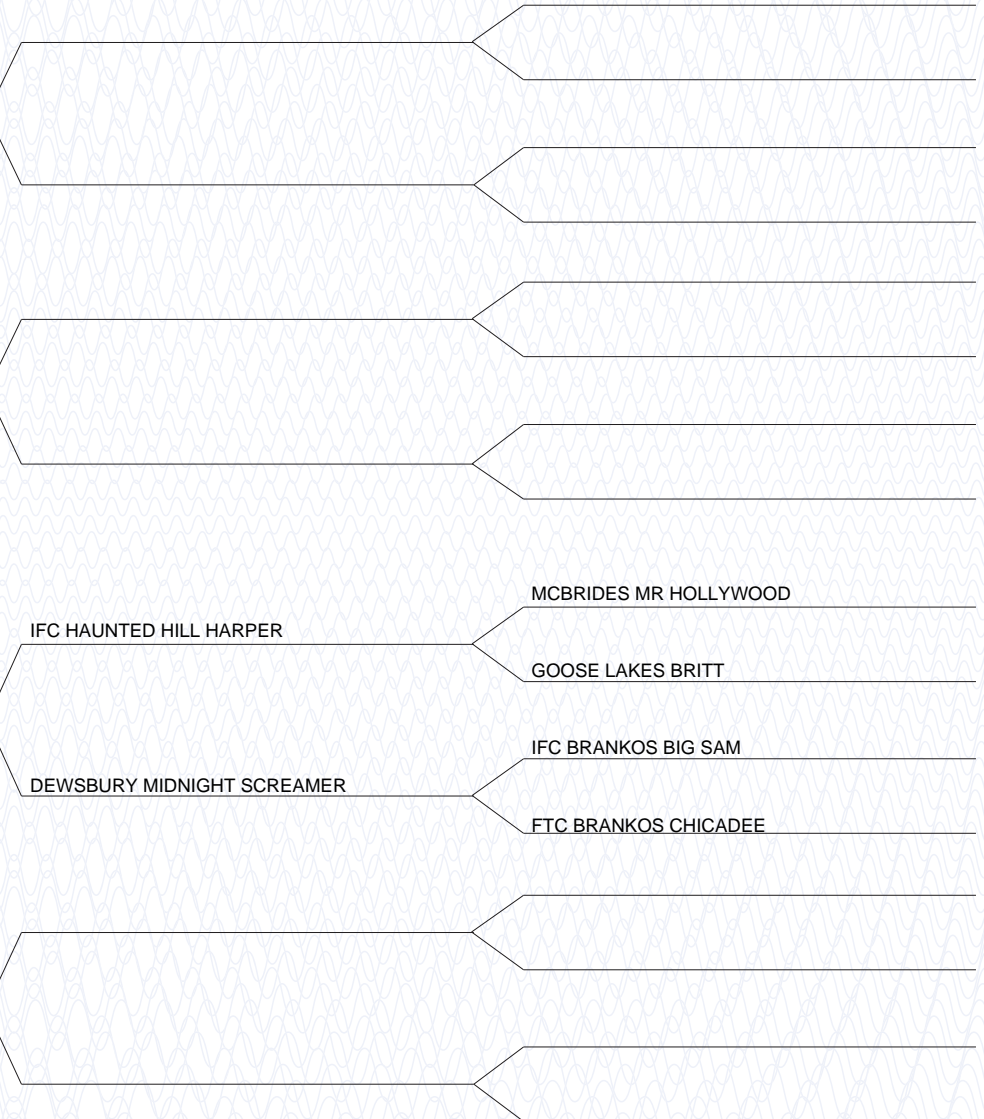 MCBRIDES MR HOLLYWOOD
IFC HAUNTED HILL HARPER
GOOSE LAKES BRITT
IFC BRANKOS BIG SAM
DEWSBURY MIDNIGHT SCREAMER
FTC BRANKOS CHICADEE